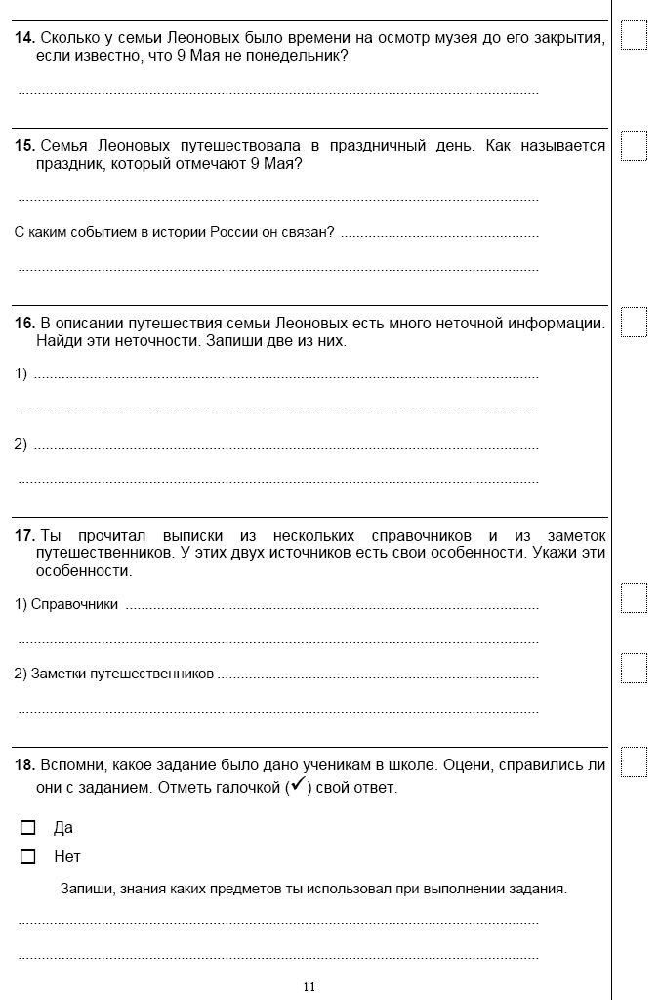 14. Сколько у семьи Леоновых было времени на осмотр музея до его закрытия,
если известно, что 9 Мая не понедельник?
..........................................................................................................................................
15. Семья Леоновых путешествовала в праздничный день. Как называется
праздник, который отмечают 9 Мая?
..........................................................................................................................................
С каким событием в истории России он связан? ..................................................
..........................................................................................................................................
16. В описании путешествия семьи Леоновых есть много неточной информации.
Найди эти неточности. Запиши две из них.
1) ..........................................................................................................................................
..........................................................................................................................................
2) ..........................................................................................................................................
..........................................................................................................................................
17. Ты прочитал выписки из нескольких справочников и из заметок
путешественников. У этих двух источников есть свои особенности. Укажи эти
особенности.
1) Справочники ..........................................................................................................
..........................................................................................................................................
2) Заметки путешественников ..................................................................................
..........................................................................................................................................
18. Вспомни, какое задание было дано ученикам в школе. Оцени, справились ли
они с заданием. Отметь галочкой (✓) свой ответ.
Да
Нет
Запиши, знания каких предметов ты использовал при выполнении задания.
..........................................................................................................................................
..........................................................................................................................................
11